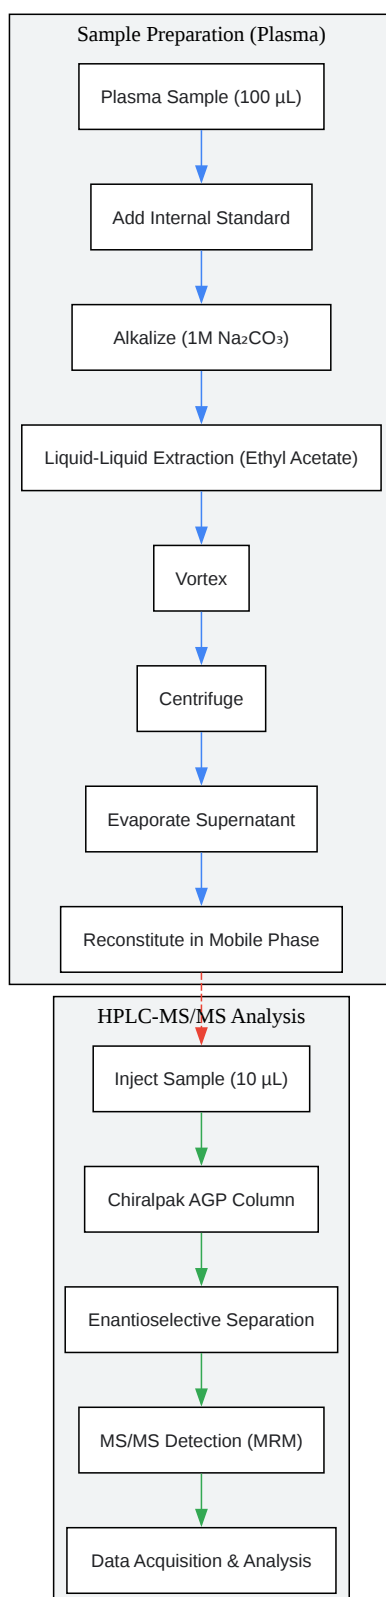 Sample Preparation (Plasma)
Plasma Sample (100 µL)
Add Internal Standard
Alkalize (1M Na₂CO₃)
Liquid-Liquid Extraction (Ethyl Acetate)
Vortex
Centrifuge
Evaporate Supernatant
Reconstitute in Mobile Phase
HPLC-MS/MS Analysis
Inject Sample (10 µL)
Chiralpak AGP Column
Enantioselective Separation
MS/MS Detection (MRM)
Data Acquisition & Analysis